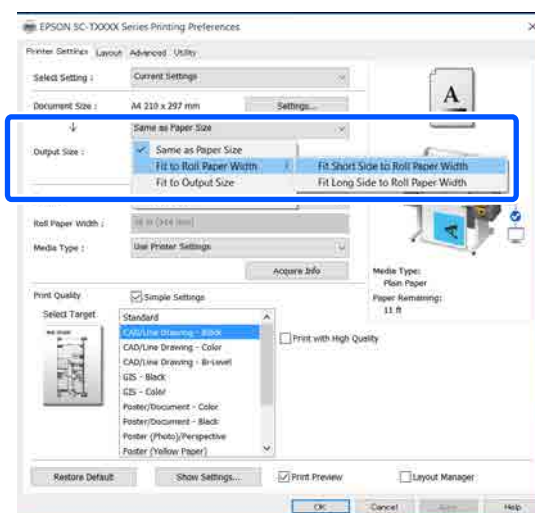 EPSON SC-TXXXX Series Printing Preferences
Printer Settings Layout Advanced Utility
Select Setting : Current Settings
Document Size : A4 210 x 297 mm Settings...
Same as Paper Size
Output Size :
Same as Paper Size
Fit to Roll Paper Width Fit Short Side to Roll Paper Width
Fit to Output Size Fit Long Side to Roll Paper Width
Roll Paper Width :
Media Type : Use Printer Settings
Acquire Info
Media Type:
Plain Paper
Paper Remaining:
11 ft
Print Quality Simple Settings
Select Target
Standard
CAD/Line Drawing - Black
CAD/Line Drawing - Color
CAD/Line Drawing - Bi-Level
GIS - Black
GIS - Color
Poster/Document - Color
Poster/Document - Black
Poster (Photo)/Perspective
Poster (Yellow Paper)
Print with High Quality
Restore Default Show Settings... Print Preview Layout Manager
OK Cancel Help
A